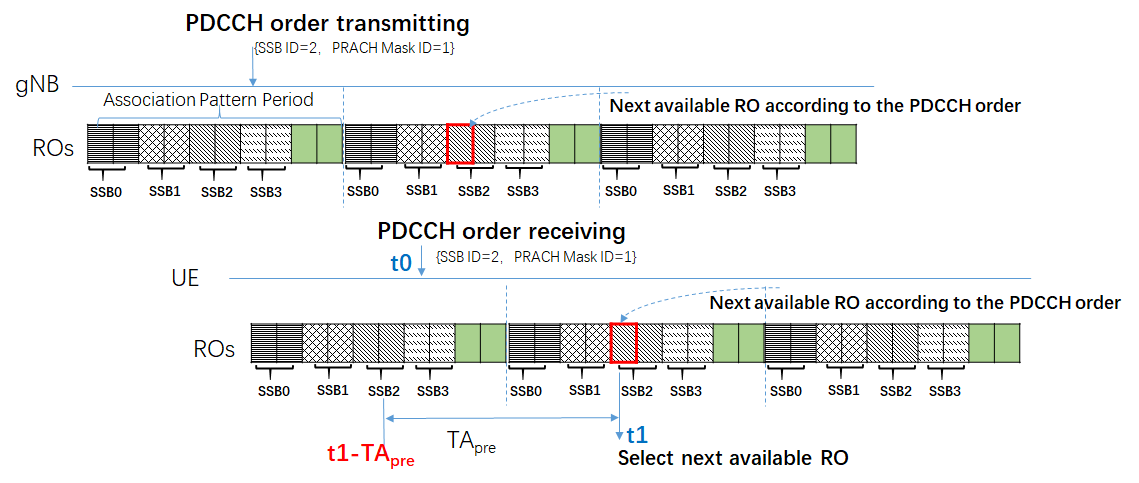 PDCCH order transmitting
{SSB ID=2, PRACH Mask ID=1}
gNB
Association Pattern Period
Next available RO according to the PDCCH order
ROs
SSB0 SSB1 SSB2 SSB3 SSB0 SSB1 SSB2 SSB3 SSB0 SSB1 SSB2 SSB3
PDCCH order receiving
t0 {SSB ID=2, PRACH Mask ID=1}
UE
Next available RO according to the PDCCH order
ROs
SSB0 SSB1 SSB2 SSB3 SSB0 SSB1 SSB2 SSB3 SSB0 SSB1 SSB2 SSB3
t1-TApre TApre t1
Select next available RO